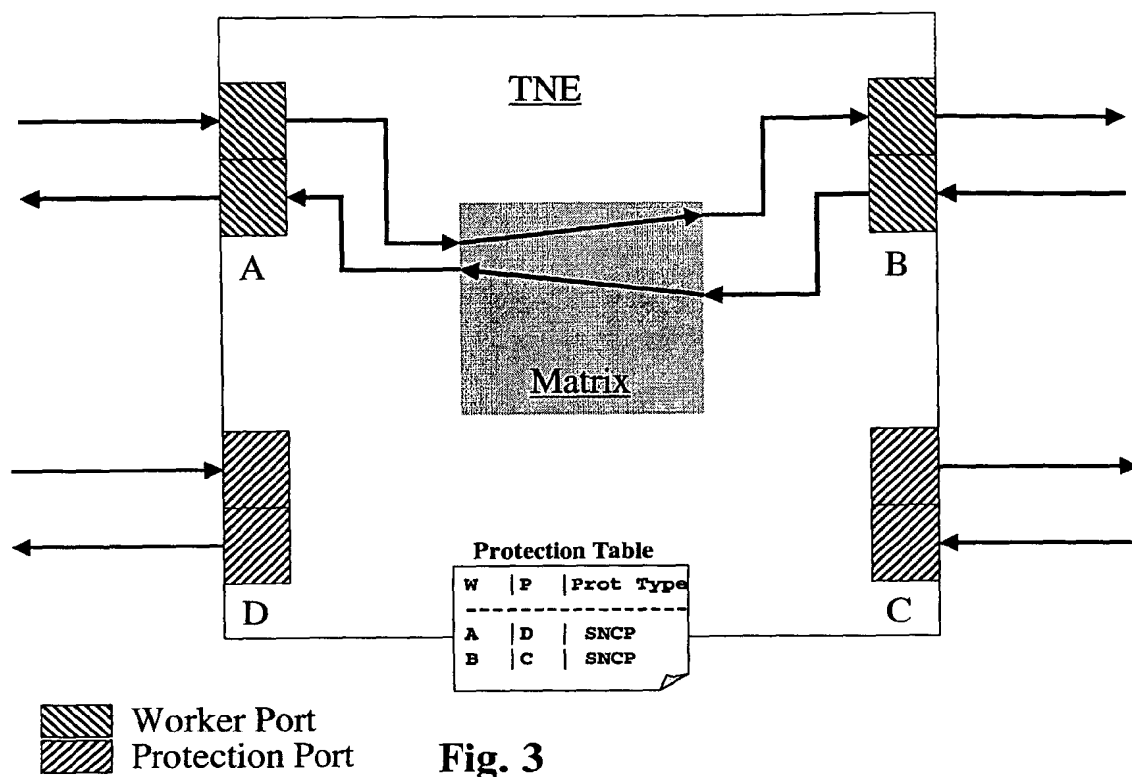 TNE
A
B
Matrix
D
C
Protection Table
W |P |Prot Type
-----------------
A |D | SNCP
B |C | SNCP
Worker Port
Protection Port
Fig. 3